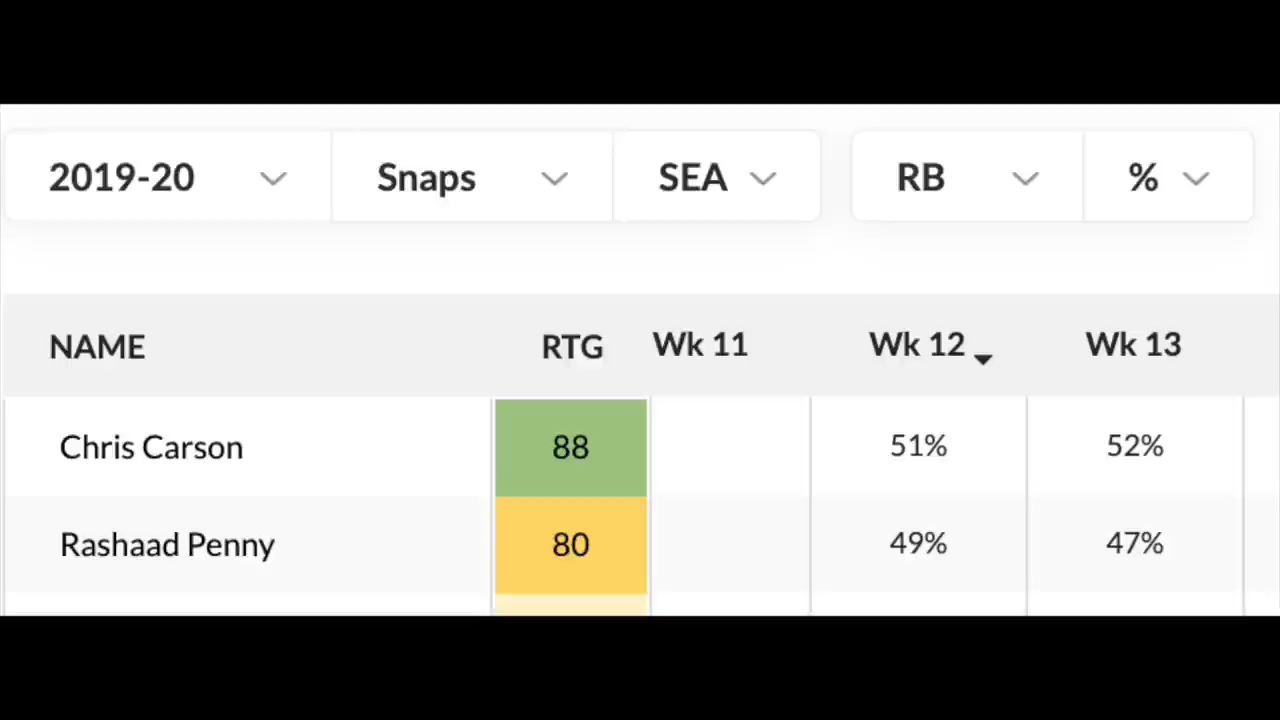 2019-20 Snaps SEA RB %
NAME RTG Wk 11 Wk 12 Wk 13
Chris Carson 88 51% 52%
Rashaad Penny 80 49% 47%